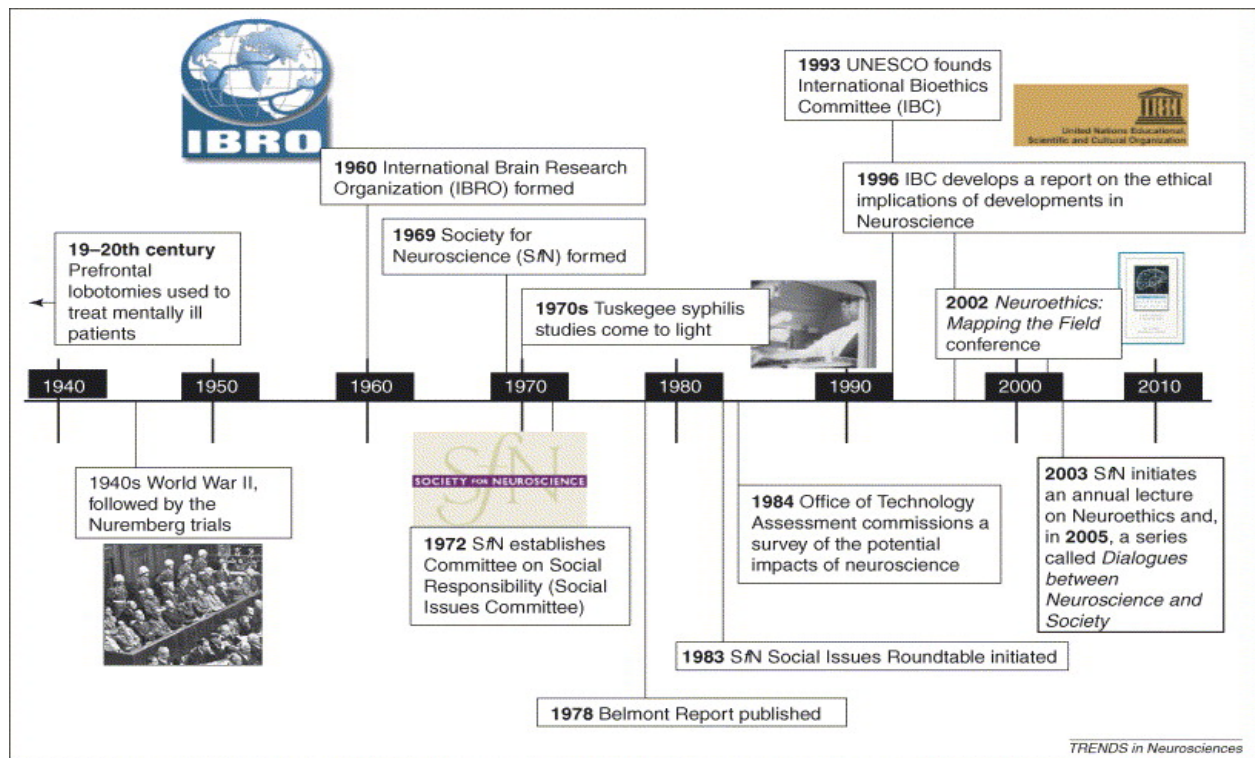 IBRO
1993 UNESCO founds
International Bioethics
Committee (IBC)
United Nations Educational,
Scientific and Cultural Organization
1960 International Brain Research
Organization (IBRO) formed
1996 IBC develops a report on the ethical
implications of developments in
Neuroscience
1969 Society for
Neuroscience (SfN) formed
19–20th century
Prefrontal
lobotomies used to
treat mentally ill
patients
1970s Tuskegee syphilis
studies come to light
2002 Neuroethics:
Mapping the Field
conference
1940
1950
1960
1970
1980
1990
2000
2010
1940s World War II,
followed by the
Nuremberg trials
SfN
SOCIETY FOR NEUROSCIENCE
1972 SfN establishes
Committee on Social
Responsibility (Social
Issues Committee)
1984 Office of Technology
Assessment commissions a
survey of the potential
impacts of neuroscience
2003 SfN initiates
an annual lecture
on Neuroethics and,
in 2005, a series
called Dialogues
between
Neuroscience and
Society
1983 SfN Social Issues Roundtable initiated
1978 Belmont Report published
TRENDS in Neurosciences